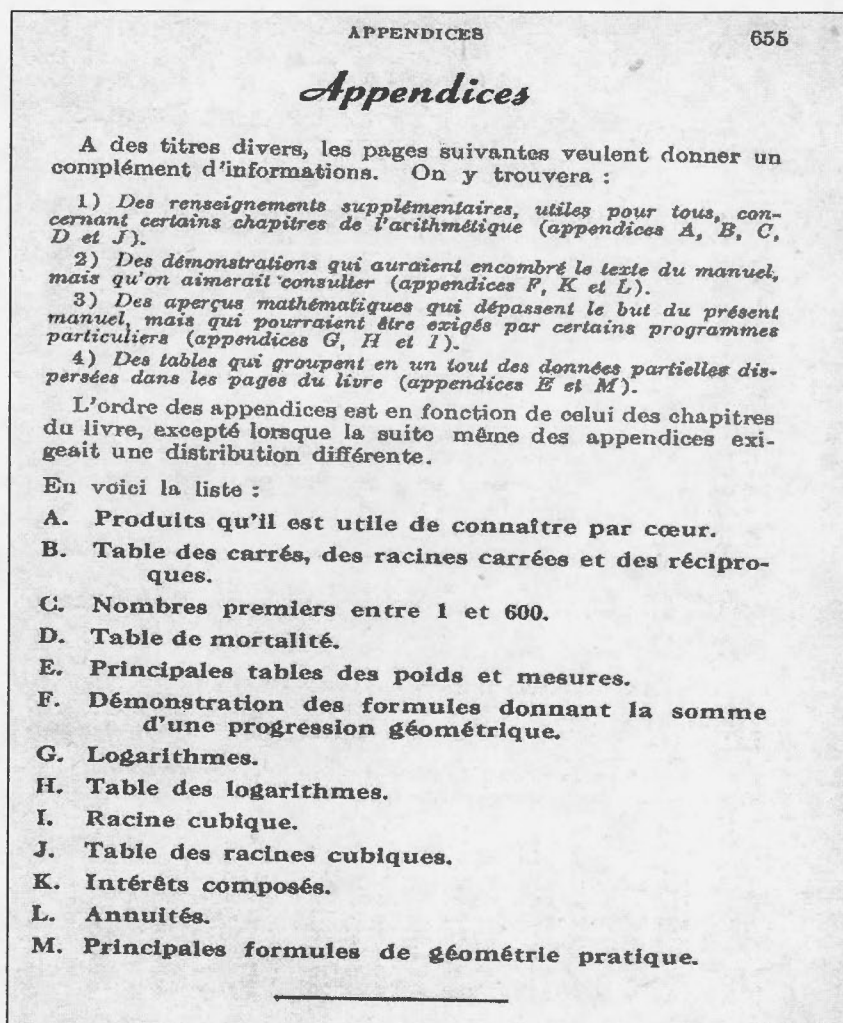 APPENDICES 655
Appendices
A des titres divers, les pages suivantes veulent donner un
complément d'informations. On y trouvera :
1) Des renseignements supplémentaires, utiles pour tous, con-
cernant certains chapitres de l'arithmétique (appendices A, B, C,
D et J).
2) Des démonstrations qui auraient encombré le texte du manuel,
mais qu'on aimerait consulter (appendices F, K et L).
3) Des aperçus mathématiques qui dépassent le but du présent
manuel, mais qui pourraient être exigés par certains programmes
particuliers (appendices G, H et I).
4) Des tables qui groupent en un tout des données partielles dis-
persées dans les pages du livre (appendices E et M).
L'ordre des appendices est en fonction de celui des chapitres
du livre, excepté lorsque la suite même des appendices exi-
geait une distribution différente.
En voici la liste :
A. Produits qu'il est utile de connaître par cœur.
B. Table des carrés, des racines carrées et des récipro-
ques.
C. Nombres premiers entre 1 et 600.
D. Table de mortalité.
E. Principales tables des poids et mesures.
F. Démonstration des formules donnant la somme
d'une progression géométrique.
G. Logarithmes.
H. Table des logarithmes.
I. Racine cubique.
J. Table des racines cubiques.
K. Intérêts composés.
L. Annuités.
M. Principales formules de géométrie pratique.